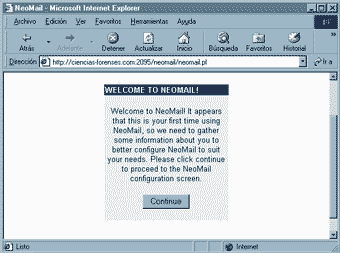 NeoMail - Microsoft Internet Explorer
Archivo Edición Ver Favoritos Herramientas Ayuda
Atrás Adelante Detener Actualizar Inicio Búsqueda Favoritos Historial
Dirección http://ciencias-forenses.com:2095/neomail/neomail.pl Ir a
WELCOME TO NEOMAIL!
Welcome to NeoMail! It appears
that this is your first time using
NeoMail, so we need to gather
some information about you to
better configure NeoMail to suit
your needs. Please click continue
to proceed to the NeoMail
configuration screen.
Continue
Listo Internet